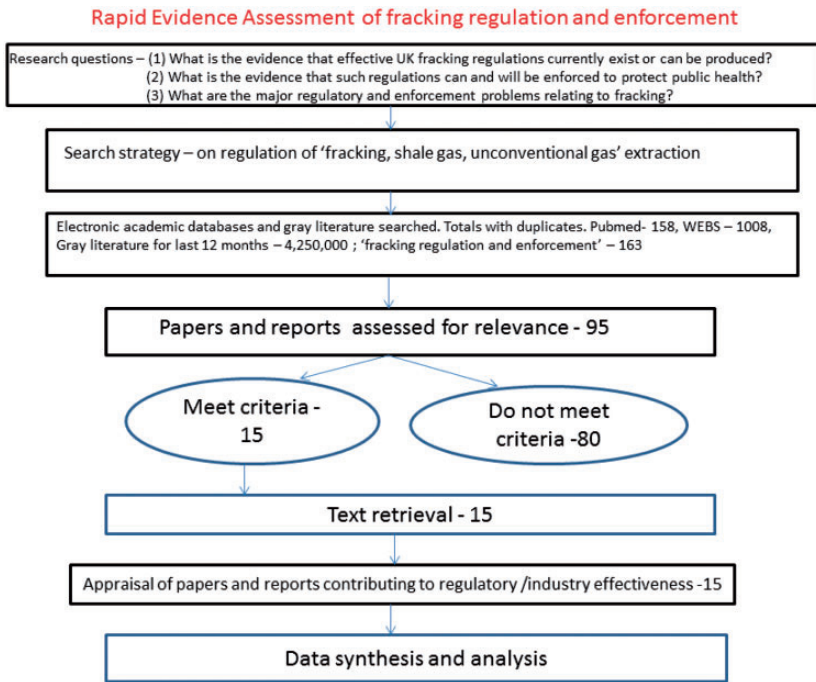 Rapid Evidence Assessment of fracking regulation and enforcement
Research questions – (1) What is the evidence that effective UK fracking regulations currently exist or can be produced?
(2) What is the evidence that such regulations can and will be enforced to protect public health?
(3) What are the major regulatory and enforcement problems relating to fracking?
Search strategy – on regulation of ‘fracking, shale gas, unconventional gas’ extraction
Electronic academic databases and gray literature searched. Totals with duplicates. Pubmed- 158, WEBS – 1008,
Gray literature for last 12 months – 4,250,000 ; ‘fracking regulation and enforcement’ – 163
Papers and reports assessed for relevance - 95
Meet criteria -
15
Do not meet
criteria -80
Text retrieval - 15
Appraisal of papers and reports contributing to regulatory /industry effectiveness -15
Data synthesis and analysis